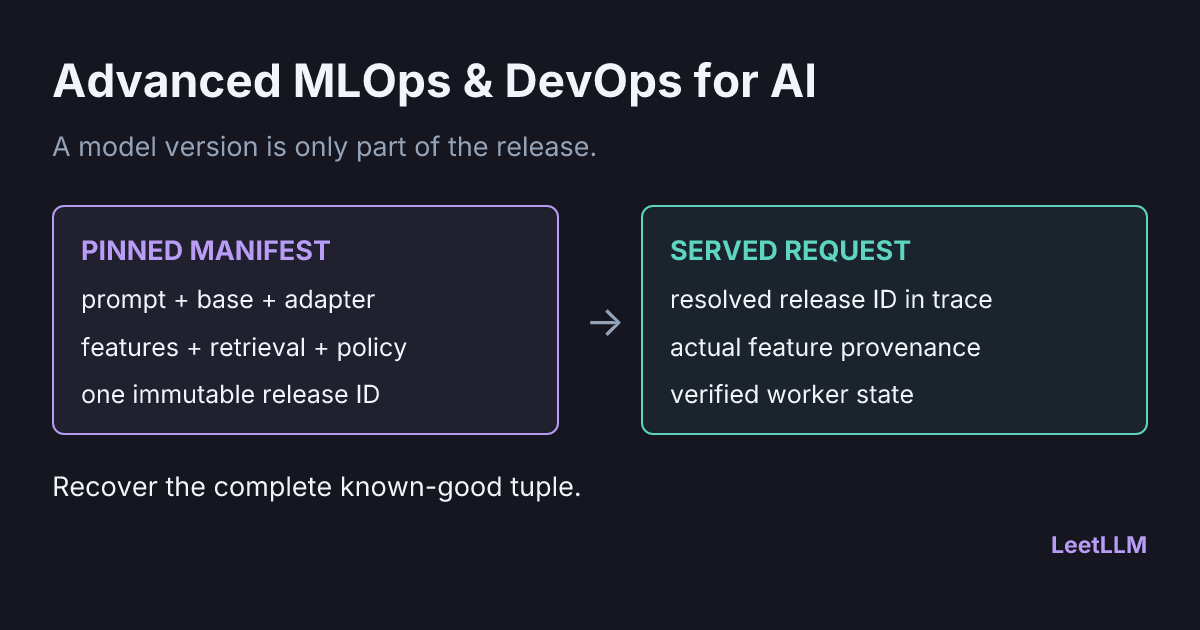 Advanced MLOps & DevOps for AI
A model version is only part of the release.
PINNED MANIFEST
prompt + base + adapter
features + retrieval + policy
one immutable release ID
→
SERVED REQUEST
resolved release ID in trace
actual feature provenance
verified worker state
Recover the complete known-good tuple.
LeetLLM